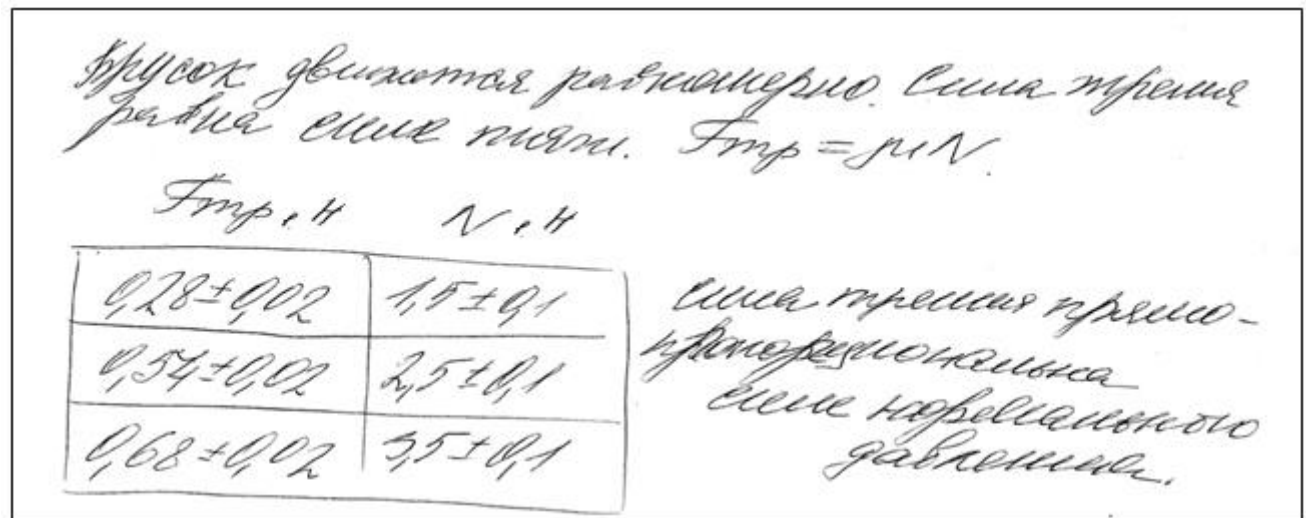 Брусок движется равномерно. Сила трения
равна силе тяги. Fтр = μN.
Fтр, Н N, Н
0,28±0,02 1,5±0,1
0,54±0,02 2,5±0,1
0,68±0,02 3,5±0,1
Сила трения прямо-
пропорциональна
силе нормального
давления.